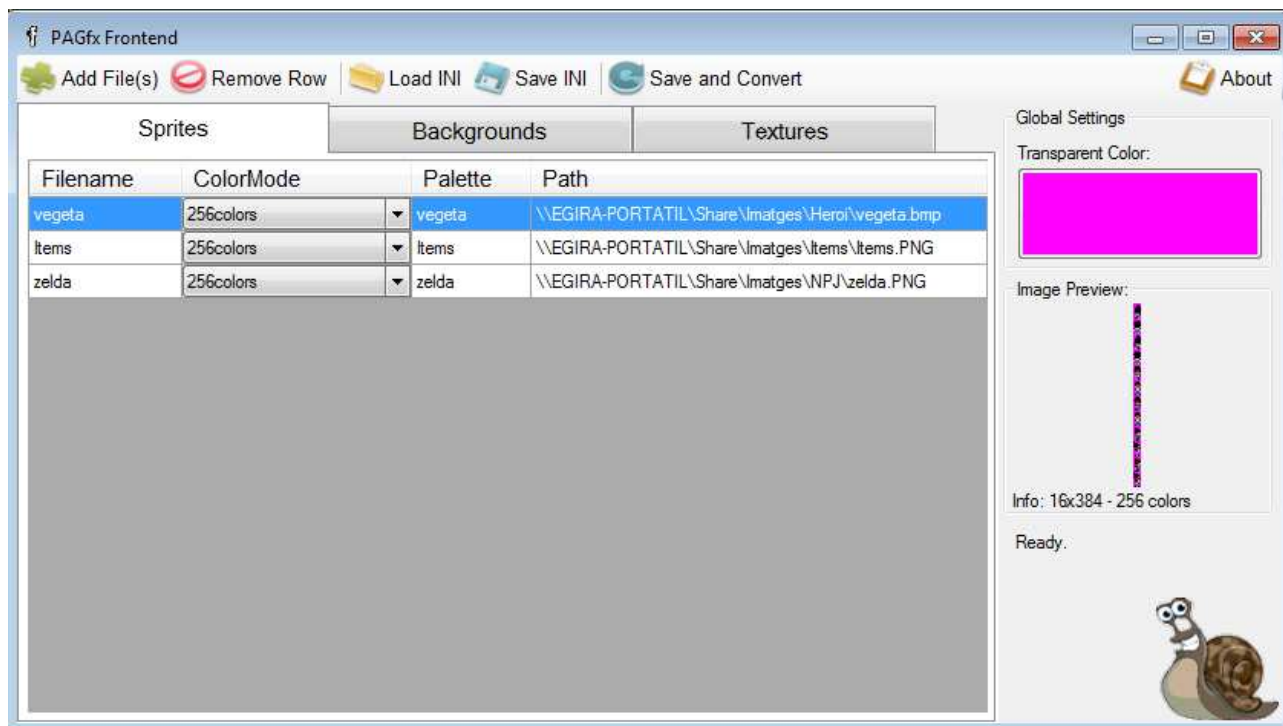 PAGfx Frontend
Add File(s) Remove Row Load INI Save INI Save and Convert About
Sprites Backgrounds Textures
Filename ColorMode Palette Path
vegeta 256colors vegeta \\EGIRA-PORTATIL\Share\Imatges\Heroi\vegeta.bmp
Items 256colors Items \\EGIRA-PORTATIL\Share\Imatges\Items\Items.PNG
zelda 256colors zelda \\EGIRA-PORTATIL\Share\Imatges\NPJ\zelda.PNG
Global Settings
Transparent Color:
Image Preview:
Info: 16x384 - 256 colors
Ready.